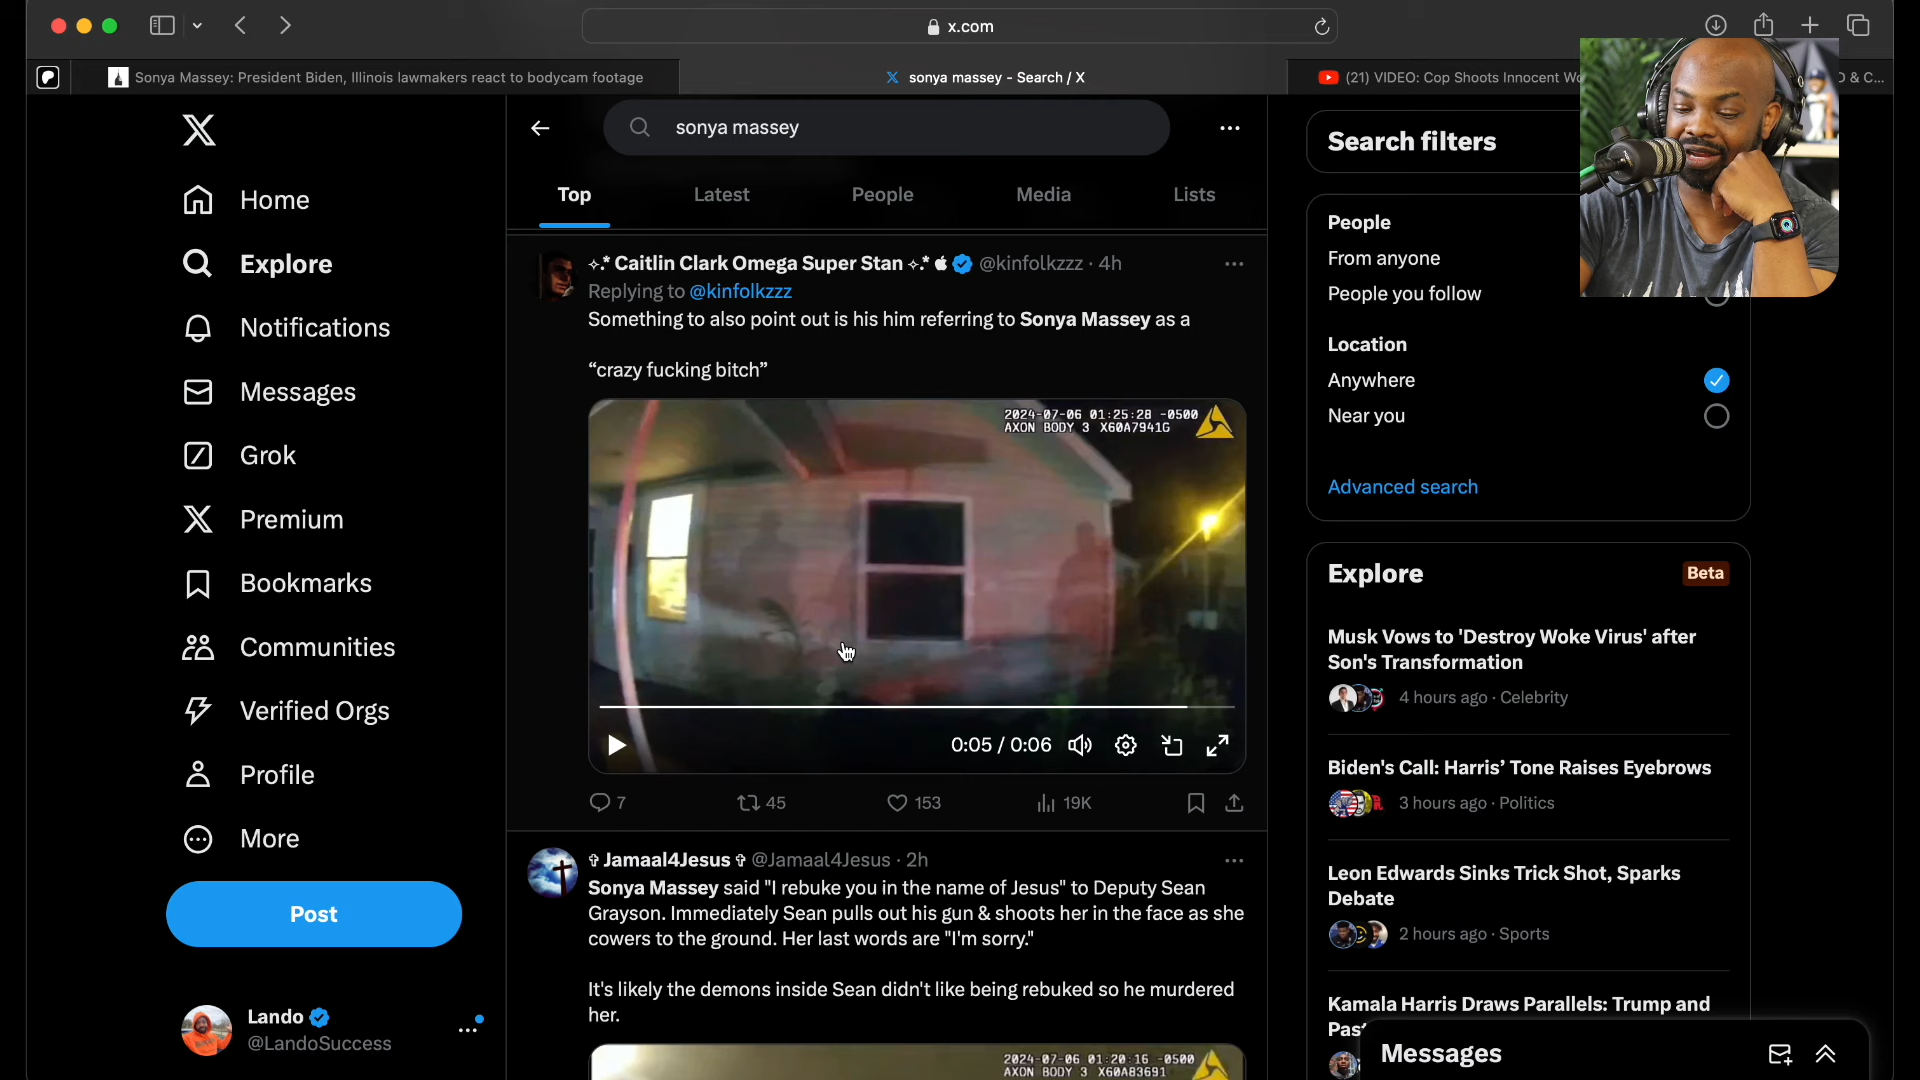 x.com
Sonya Massey: President Biden, Illinois lawmakers react to bodycam footage
sonya massey - Search / X
(21) VIDEO: Cop Shoots Innocent Wo
D & C...
Home
Explore
Notifications
Messages
Grok
Premium
Bookmarks
Communities
Verified Orgs
Profile
More
Post
Lando
@LandoSuccess
sonya massey
Top
Latest
People
Media
Lists
Caitlin Clark Omega Super Stan @kinfolkzzz · 4h
Replying to @kinfolkzzz
Something to also point out is his him referring to Sonya Massey as a
“crazy fucking bitch”
2024-07-06 01:25:28 -0500
AXON BODY 3 X60A7941G
0:05 / 0:06
7
45
153
19K
✞ Jamaal4Jesus ✞ @Jamaal4Jesus · 2h
Sonya Massey said "I rebuke you in the name of Jesus" to Deputy Sean
Grayson. Immediately Sean pulls out his gun & shoots her in the face as she
cowers to the ground. Her last words are "I'm sorry."
It's likely the demons inside Sean didn't like being rebuked so he murdered
her.
2024-07-06 01:20:16 -0500
AXON BODY 3 X60A83691
Search filters
People
From anyone
People you follow
Location
Anywhere
Near you
Advanced search
Explore
Beta
Musk Vows to 'Destroy Woke Virus' after
Son's Transformation
4 hours ago · Celebrity
Biden's Call: Harris’ Tone Raises Eyebrows
3 hours ago · Politics
Leon Edwards Sinks Trick Shot, Sparks
Debate
2 hours ago · Sports
Kamala Harris Draws Parallels: Trump and
Past
Messages